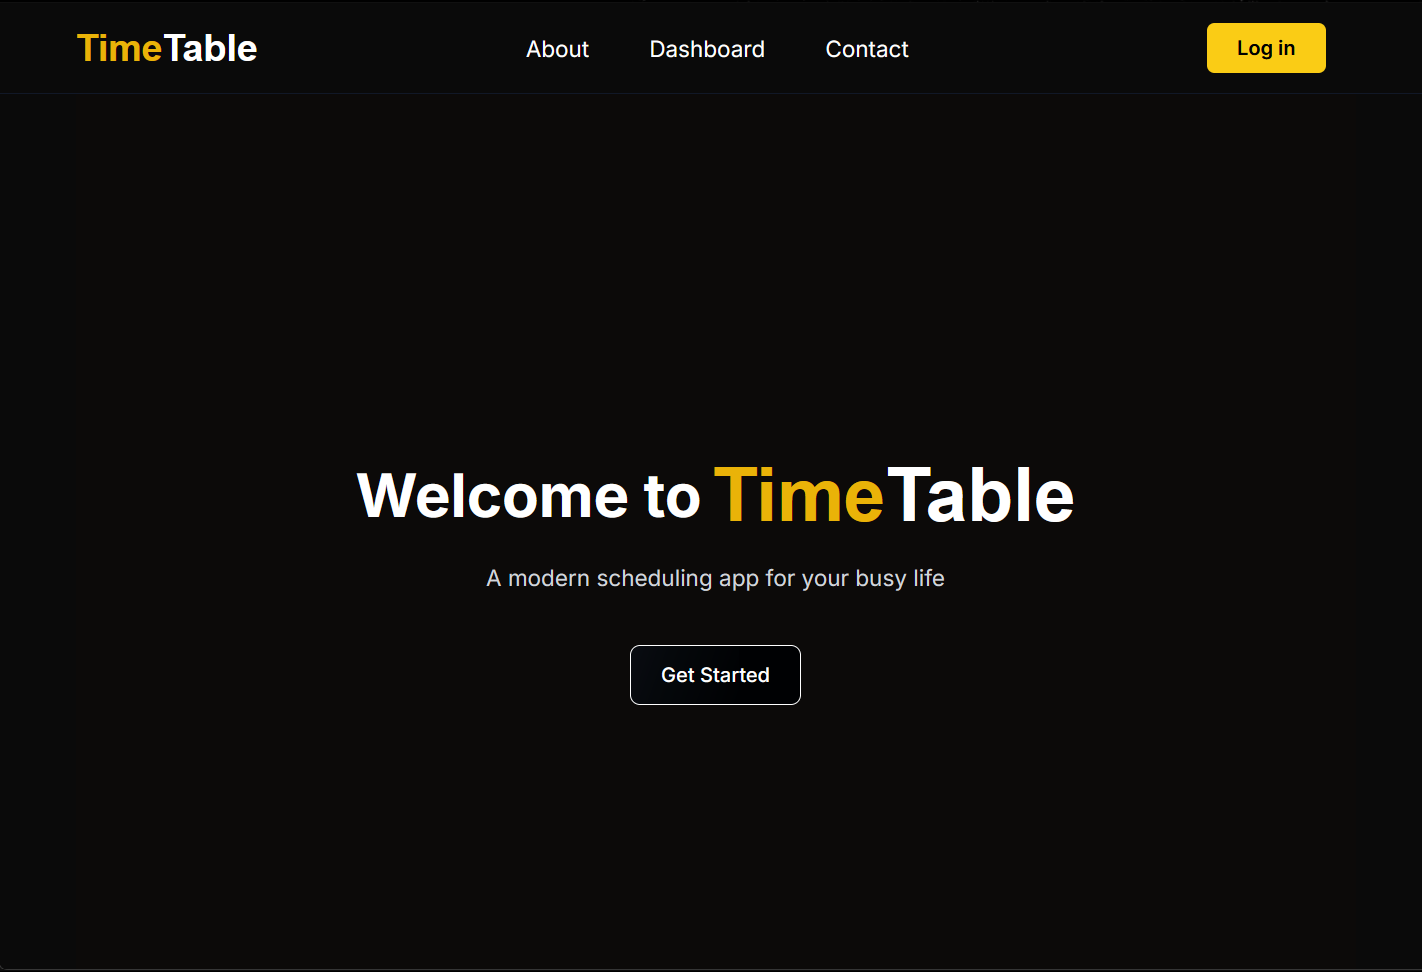 TimeTable
About
Dashboard
Contact
Log in
Welcome to TimeTable
A modern scheduling app for your busy life
Get Started